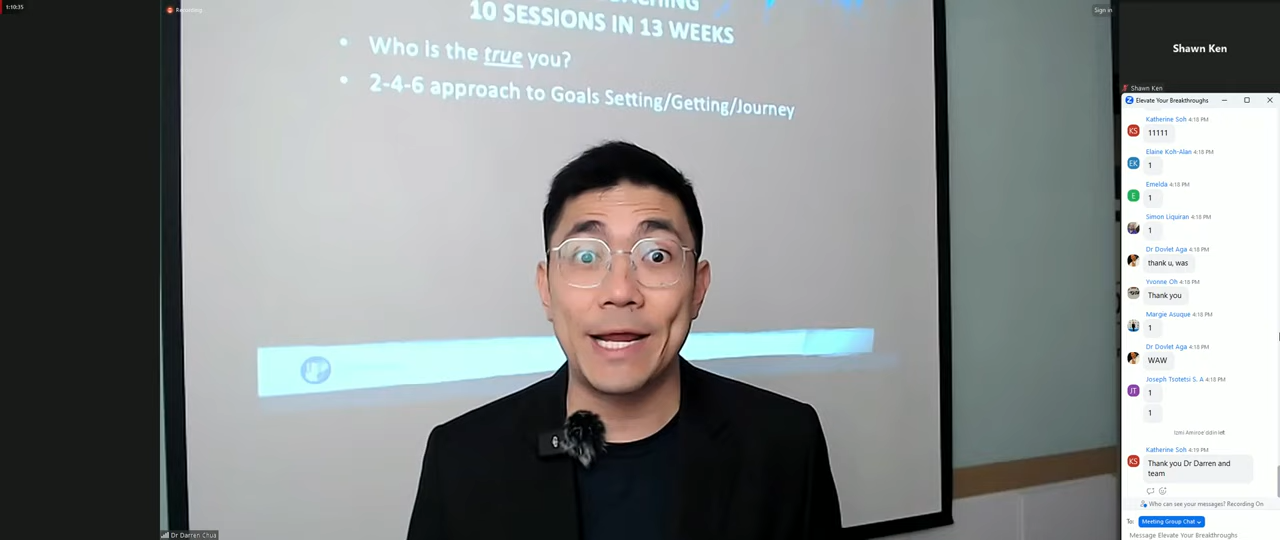 1:10:35
Recording
10 SESSIONS IN 13 WEEKS
• Who is the true you?
• 2-4-6 approach to Goals Setting/Getting/Journey
Dr Darren Chua
Sign in
Shawn Ken
Shawn Ken
Elevate Your Breakthroughs
Katherine Soh 4:18 PM
KS
11111
Elaine Koh-Alan 4:18 PM
EK
1
Emelda 4:18 PM
E
1
Simon Liquiran 4:18 PM
1
Dr Dovlet Aga 4:18 PM
thank u, was
Yvonne Oh 4:18 PM
Thank you
Margie Asuque 4:18 PM
1
Dr Dovlet Aga 4:18 PM
WAW
Joseph Tsotetsi S. A 4:18 PM
JT
1
1
left
Katherine Soh 4:19 PM
KS
Thank you Dr Darren and
team
Who can see your messages? Recording On
To: Meeting Group Chat
Message Elevate Your Breakthroughs